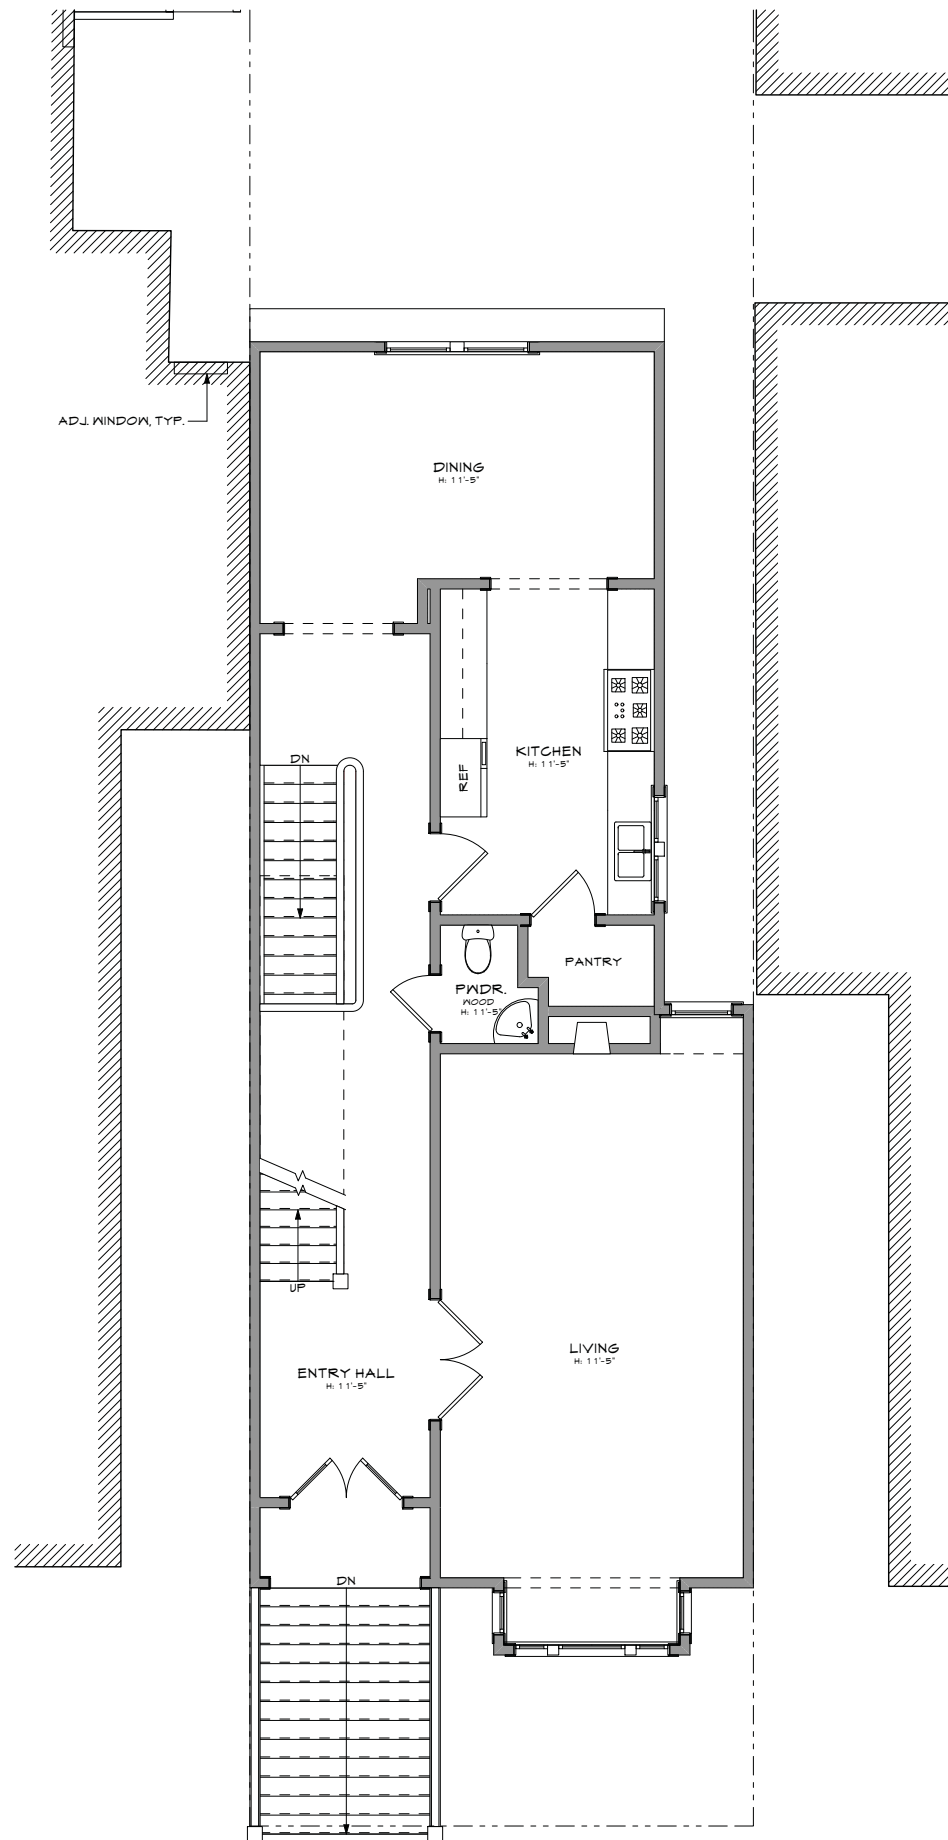 ADJ. WINDOW, TYP.
DINING
H: 11'-5"
KITCHEN
H: 11'-5"
DN
REF
PANTRY
PWDR.
WOOD
H: 11'-5"
UP
LIVING
H: 11'-5"
ENTRY HALL
H: 11'-5"
DN